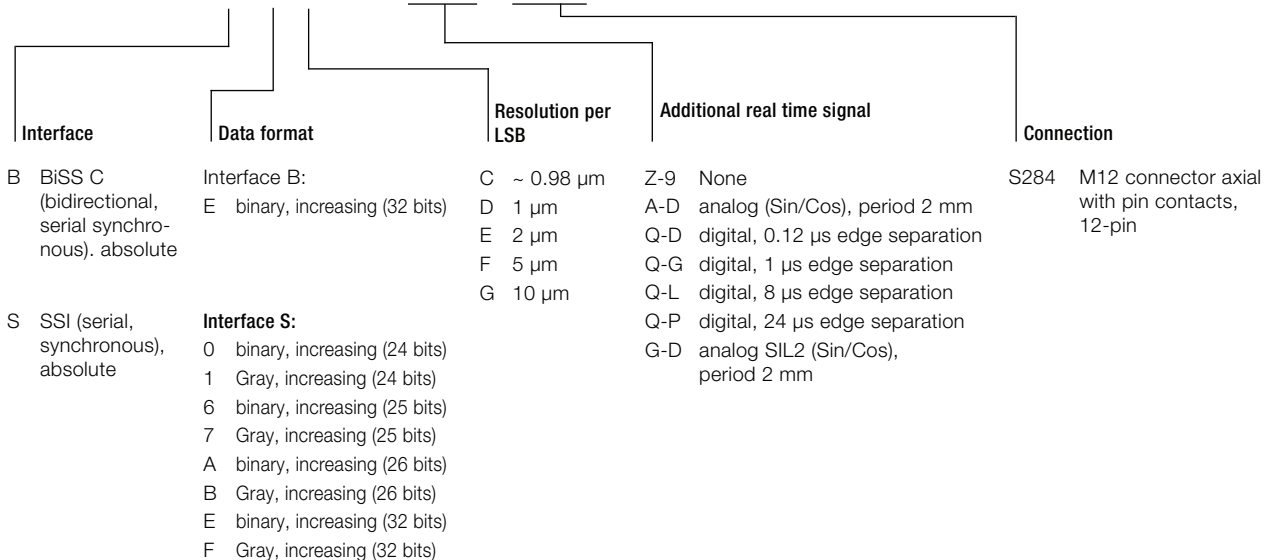 Interface
B BiSS C
(bidirectional,
serial synchro-
nous). absolute
S SSI (serial,
synchronous),
absolute
Data format
Interface B:
E binary, increasing (32 bits)
Interface S:
0 binary, increasing (24 bits)
1 Gray, increasing (24 bits)
6 binary, increasing (25 bits)
7 Gray, increasing (25 bits)
A binary, increasing (26 bits)
B Gray, increasing (26 bits)
E binary, increasing (32 bits)
F Gray, increasing (32 bits)
Resolution per
LSB
C ~ 0.98 µm
D 1 µm
E 2 µm
F 5 µm
G 10 µm
Additional real time signal
Z-9 None
A-D analog (Sin/Cos), period 2 mm
Q-D digital, 0.12 µs edge separation
Q-G digital, 1 µs edge separation
Q-L digital, 8 µs edge separation
Q-P digital, 24 µs edge separation
G-D analog SIL2 (Sin/Cos),
period 2 mm
Connection
S284 M12 connector axial
with pin contacts,
12-pin